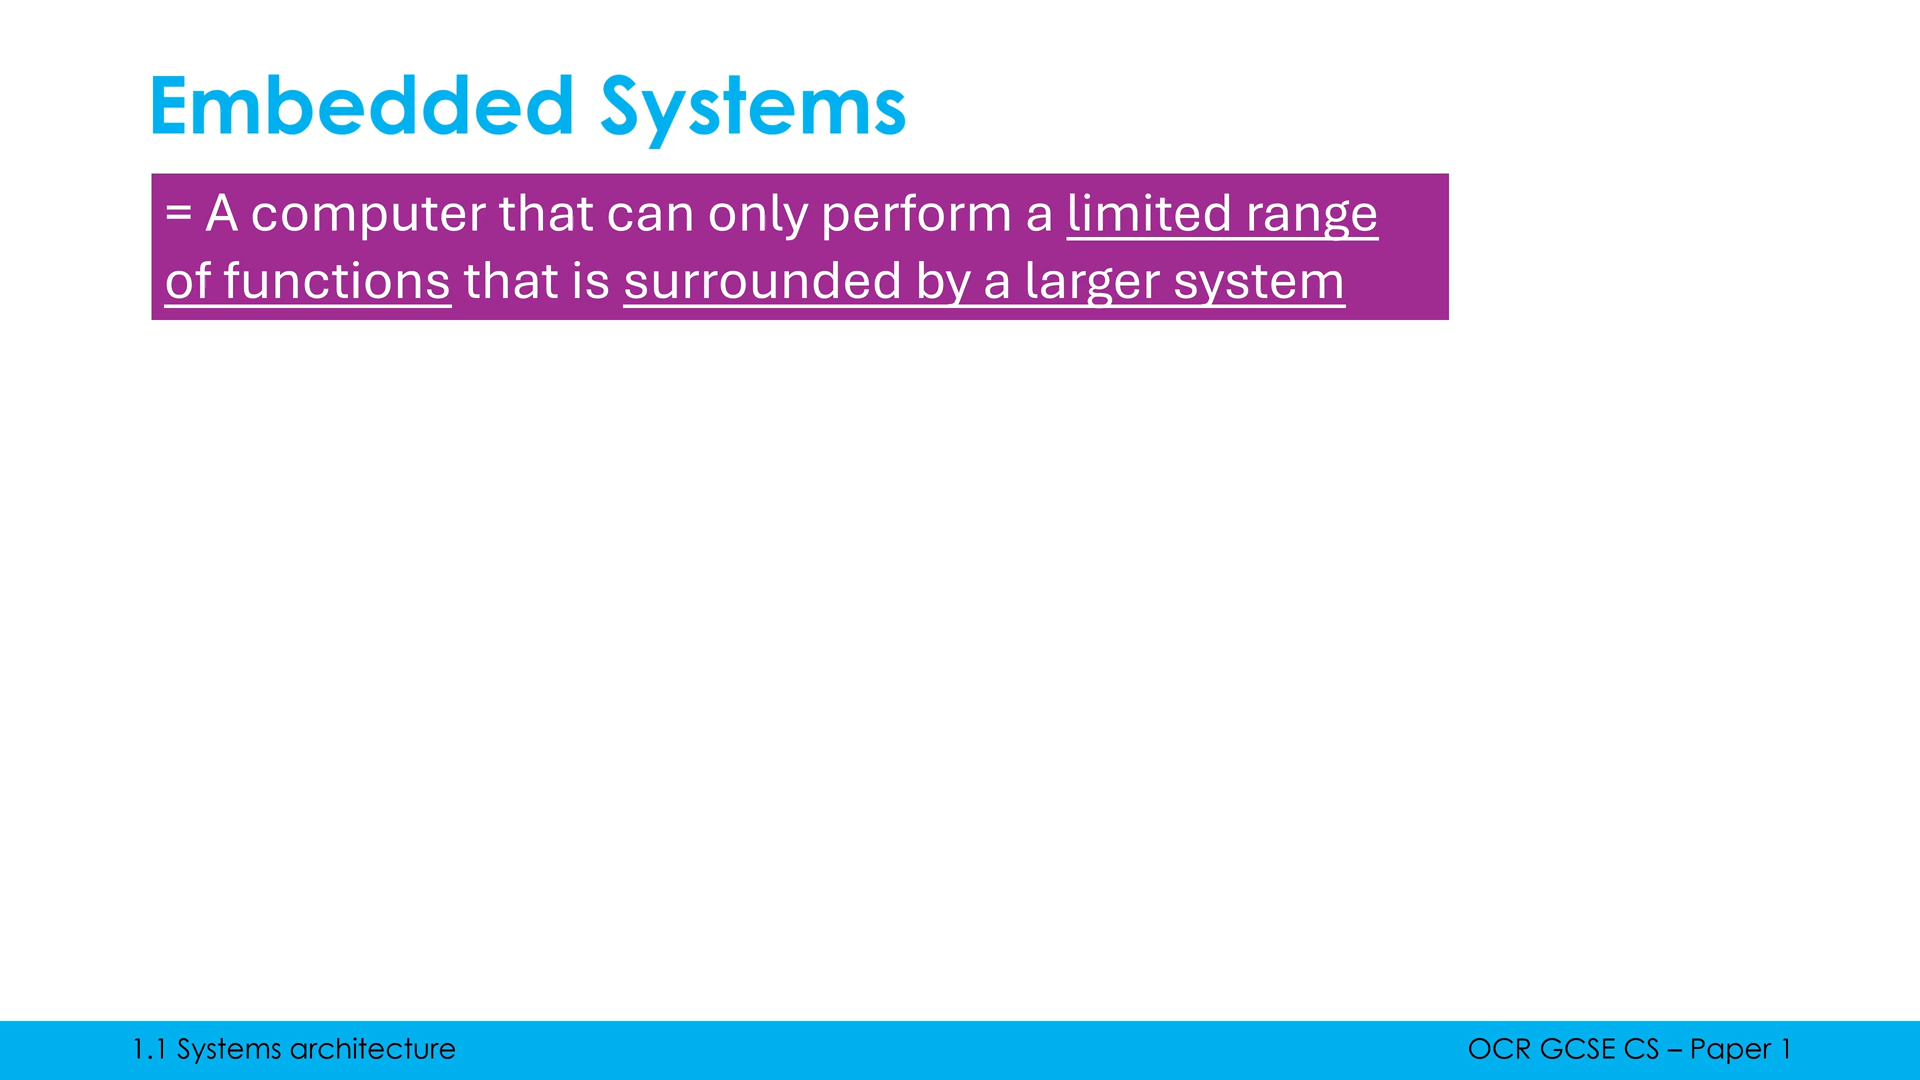 Embedded Systems
= A computer that can only perform a limited range
of functions that is surrounded by a larger system
1.1 Systems architecture
OCR GCSE CS – Paper 1